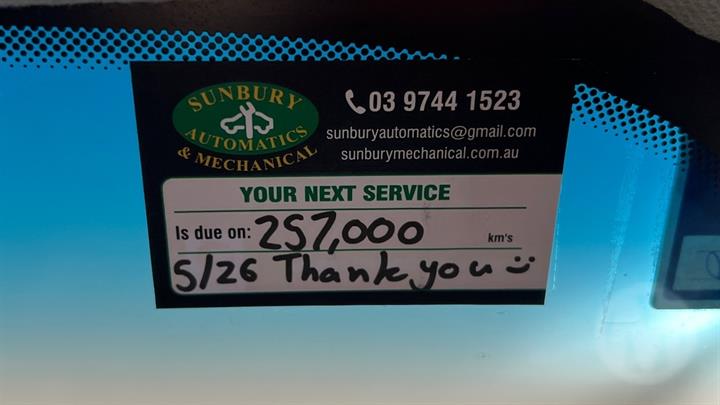 SUNBURY
AUTOMATICS
& MECHANICAL
03 9744 1523
sunburyautomatics@gmail.com
sunburymechanical.com.au
YOUR NEXT SERVICE
Is due on: 257,000 km's
5/26 Thank you